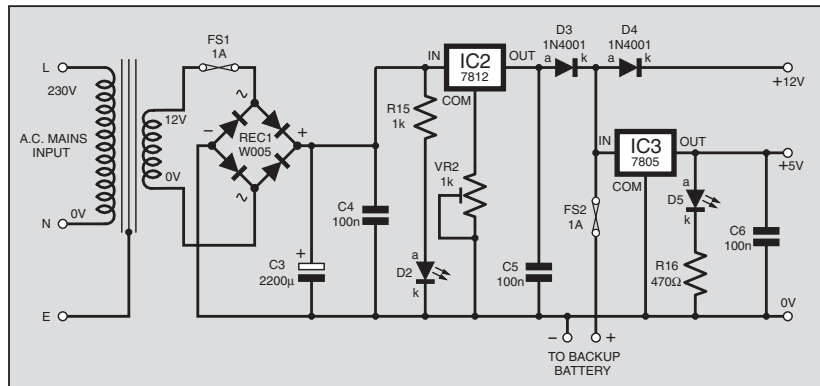 FS1
1A
L
230V
A.C. MAINS
INPUT
N
0V
E
12V
0V
~
~
−
+
REC1
W005
+
C3
2200µ
C4
100n
R15
1k
a
D2
k
IN
IC2
7812
OUT
COM
VR2
1k
C5
100n
D3
1N4001
a
k
D4
1N4001
a
k
+12V
IN
IC3
7805
OUT
COM
+5V
FS2
1A
a
D5
k
R16
470Ω
C6
100n
0V
− +
TO BACKUP
BATTERY